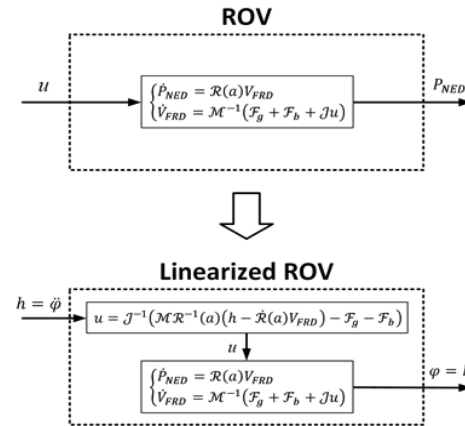 ROV
u
P_NED
{Ṗ_NED = ℛ(a)V_FRD
V̇_FRD = ℳ⁻¹(ℱ_g + ℱ_b + 𝒥u)
Linearized ROV
h = φ̈
u = 𝒥⁻¹(ℳℛ⁻¹(a)(h − ℛ̇(a)V_FRD) − ℱ_g − ℱ_b)
u
φ =
{Ṗ_NED = ℛ(a)V_FRD
V̇_FRD = ℳ⁻¹(ℱ_g + ℱ_b + 𝒥u)